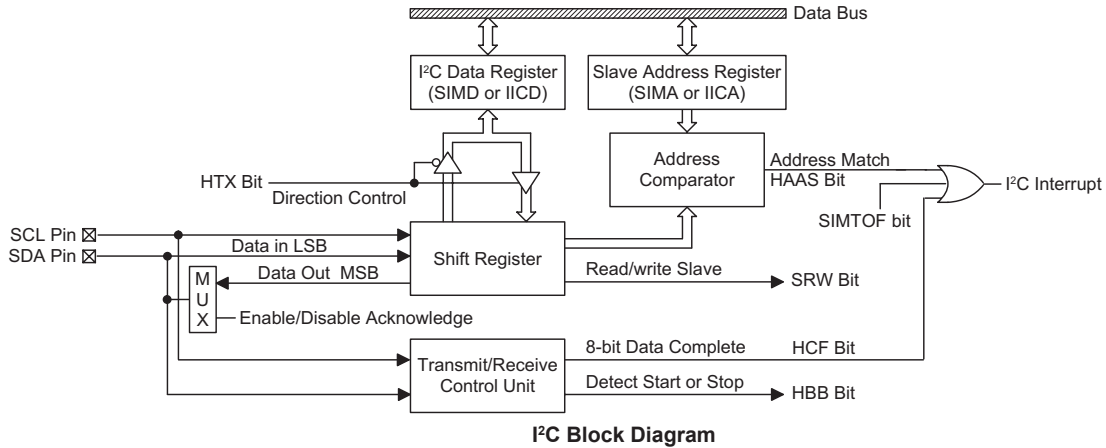 Data Bus
I²C Data Register
(SIMD or IICD)
Slave Address Register
(SIMA or IICA)
Address
Comparator
Address Match
HAAS Bit
I²C Interrupt
SIMTOF bit
HTX Bit
Direction Control
SCL Pin
SDA Pin
Data in LSB
Shift Register
Data Out MSB
Read/write Slave
SRW Bit
M
U
X
Enable/Disable Acknowledge
Transmit/Receive
Control Unit
8-bit Data Complete
HCF Bit
Detect Start or Stop
HBB Bit
I²C Block Diagram